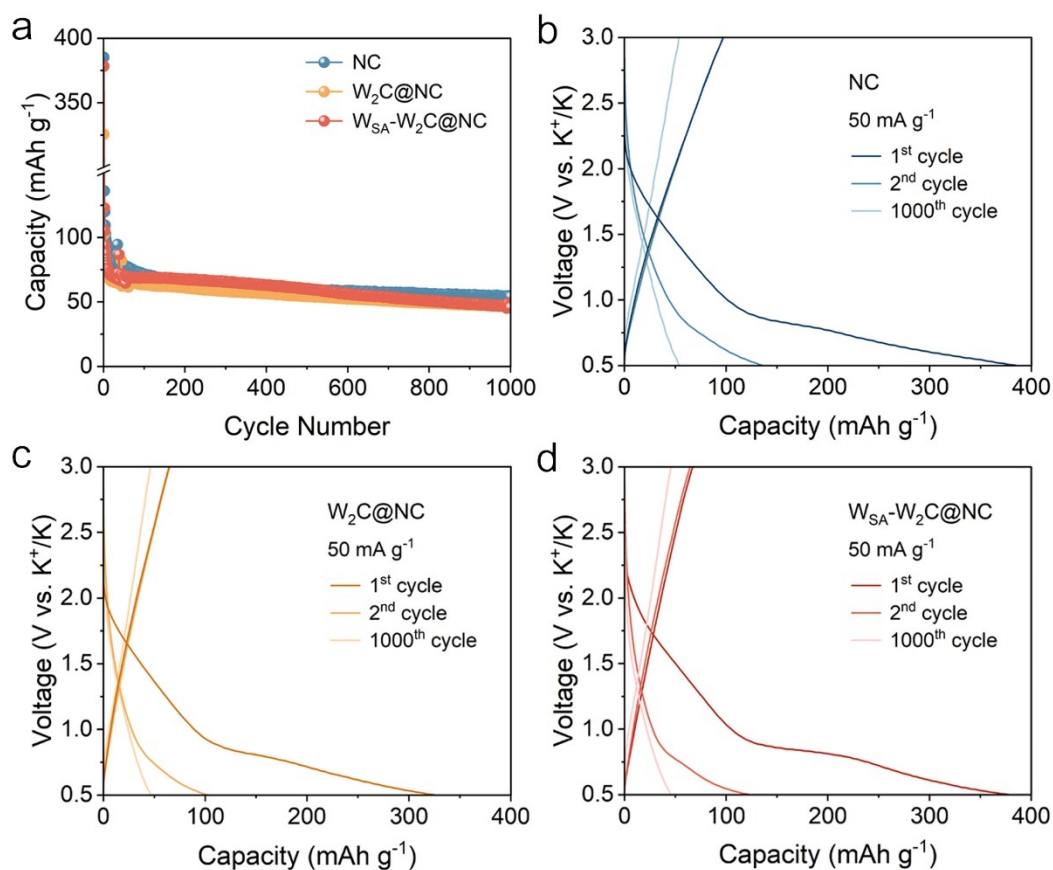 a
400
350
100
50
0
Capacity (mAh g⁻¹)
NC
W₂C@NC
W_SA-W₂C@NC
0 200 400 600 800 1000
Cycle Number
b
3.0
2.5
2.0
1.5
1.0
0.5
Voltage (V vs. K⁺/K)
NC
50 mA g⁻¹
1ˢᵗ cycle
2ⁿᵈ cycle
1000ᵗʰ cycle
0 100 200 300 400
Capacity (mAh g⁻¹)
c
3.0
2.5
2.0
1.5
1.0
0.5
Voltage (V vs. K⁺/K)
W₂C@NC
50 mA g⁻¹
1ˢᵗ cycle
2ⁿᵈ cycle
1000ᵗʰ cycle
0 100 200 300 400
Capacity (mAh g⁻¹)
d
3.0
2.5
2.0
1.5
1.0
0.5
Voltage (V vs. K⁺/K)
W_SA-W₂C@NC
50 mA g⁻¹
1ˢᵗ cycle
2ⁿᵈ cycle
1000ᵗʰ cycle
0 100 200 300 400
Capacity (mAh g⁻¹)